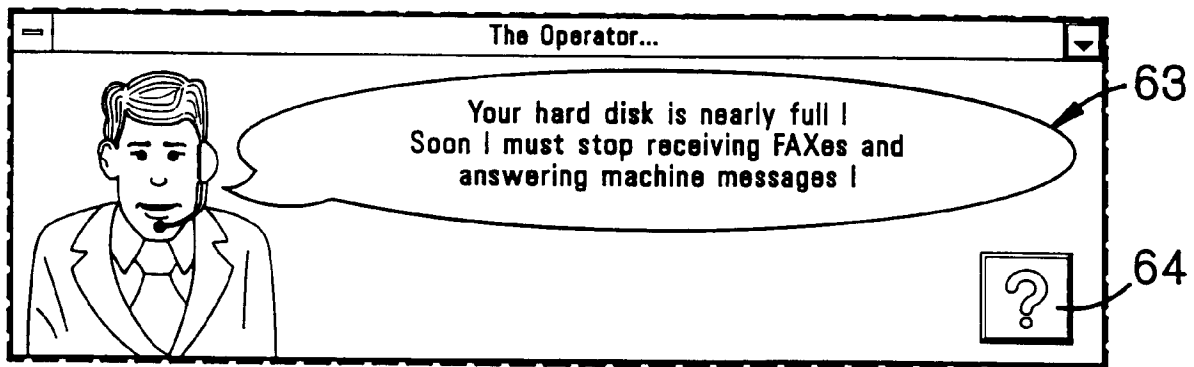 The Operator...
Your hard disk is nearly full !
Soon I must stop receiving FAXes and
answering machine messages !
63
?
64